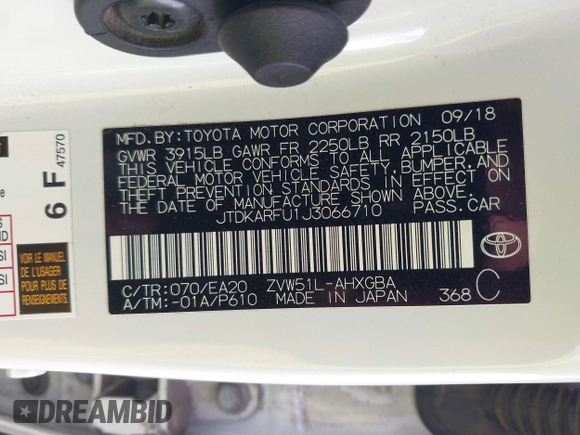 MFD.BY:TOYOTA MOTOR CORPORATION 09/18
GVWR 3915LB GAWR FR 2250LB RR 2150LB
THIS VEHICLE CONFORMS TO ALL APPLICABLE
FEDERAL MOTOR VEHICLE SAFETY,BUMPER,AND
THEFT PREVENTION STANDARDS IN EFFECT ON
THE DATE OF MANUFACTURE SHOWN ABOVE.
JTDKARFU1J3066710 PASS.CAR
C/TR:070/EA20 ZVW51L-AHXGBA
A/TM:-01A/P610 MADE IN JAPAN 368 C
6 F 47570
VOIR LE MANUEL
DE L'USAGER
POUR PLUS
DE RENSEIGNEMENTS
DREAMBID